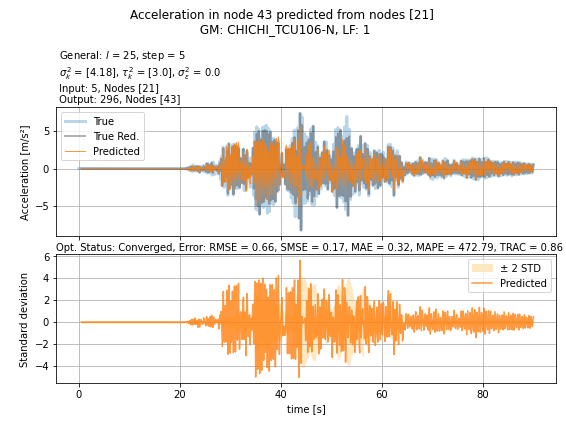 Acceleration in node 43 predicted from nodes [21]
GM: CHICHI_TCU106-N, LF: 1
General: l = 25, step = 5
σ²ₖ = [4.18], τ²ₖ = [3.0], σ²ε = 0.0
Input: 5, Nodes [21]
Output: 296, Nodes [43]
True
True Red.
Predicted
Acceleration [m/s²]
5
0
−5
Opt. Status: Converged, Error: RMSE = 0.66, SMSE = 0.17, MAE = 0.32, MAPE = 472.79, TRAC = 0.86
± 2 STD
Predicted
Standard deviation
6
4
2
0
−2
−4
0 20 40 60 80
time [s]